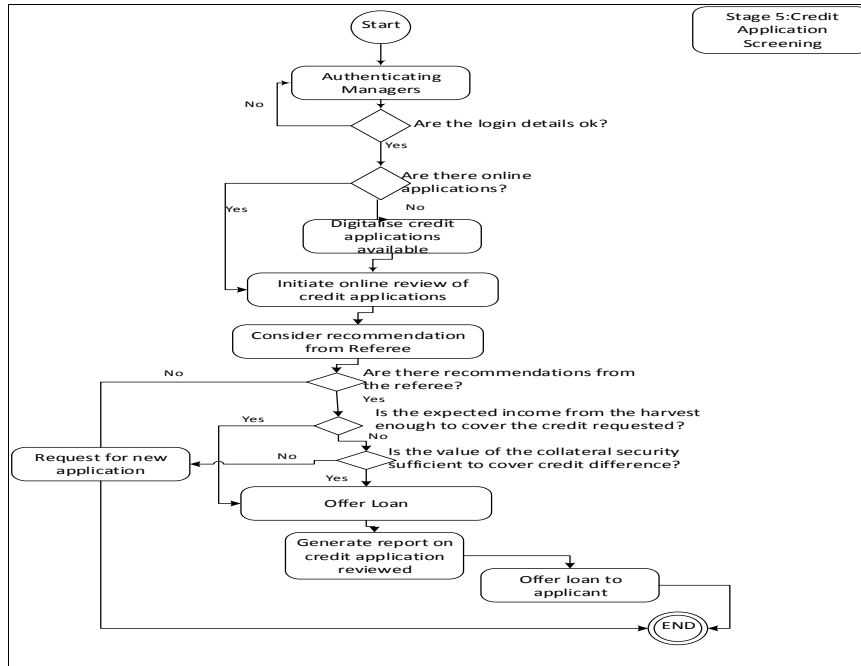 Start
Stage 5:Credit
Application
Screening
Authenticating
Managers
No
Are the login details ok?
Yes
Are there online
applications?
Yes
No
Digitalise credit
applications
available
Initiate online review of
credit applications
Consider recommendation
from Referee
No
Are there recommendations from
the referee?
Yes
Is the expected income from the harvest
enough to cover the credit requested?
Yes
No
Request for new
application
No
Is the value of the collateral security
sufficient to cover credit difference?
Yes
Offer Loan
Generate report on
credit application
reviewed
Offer loan to
applicant
END